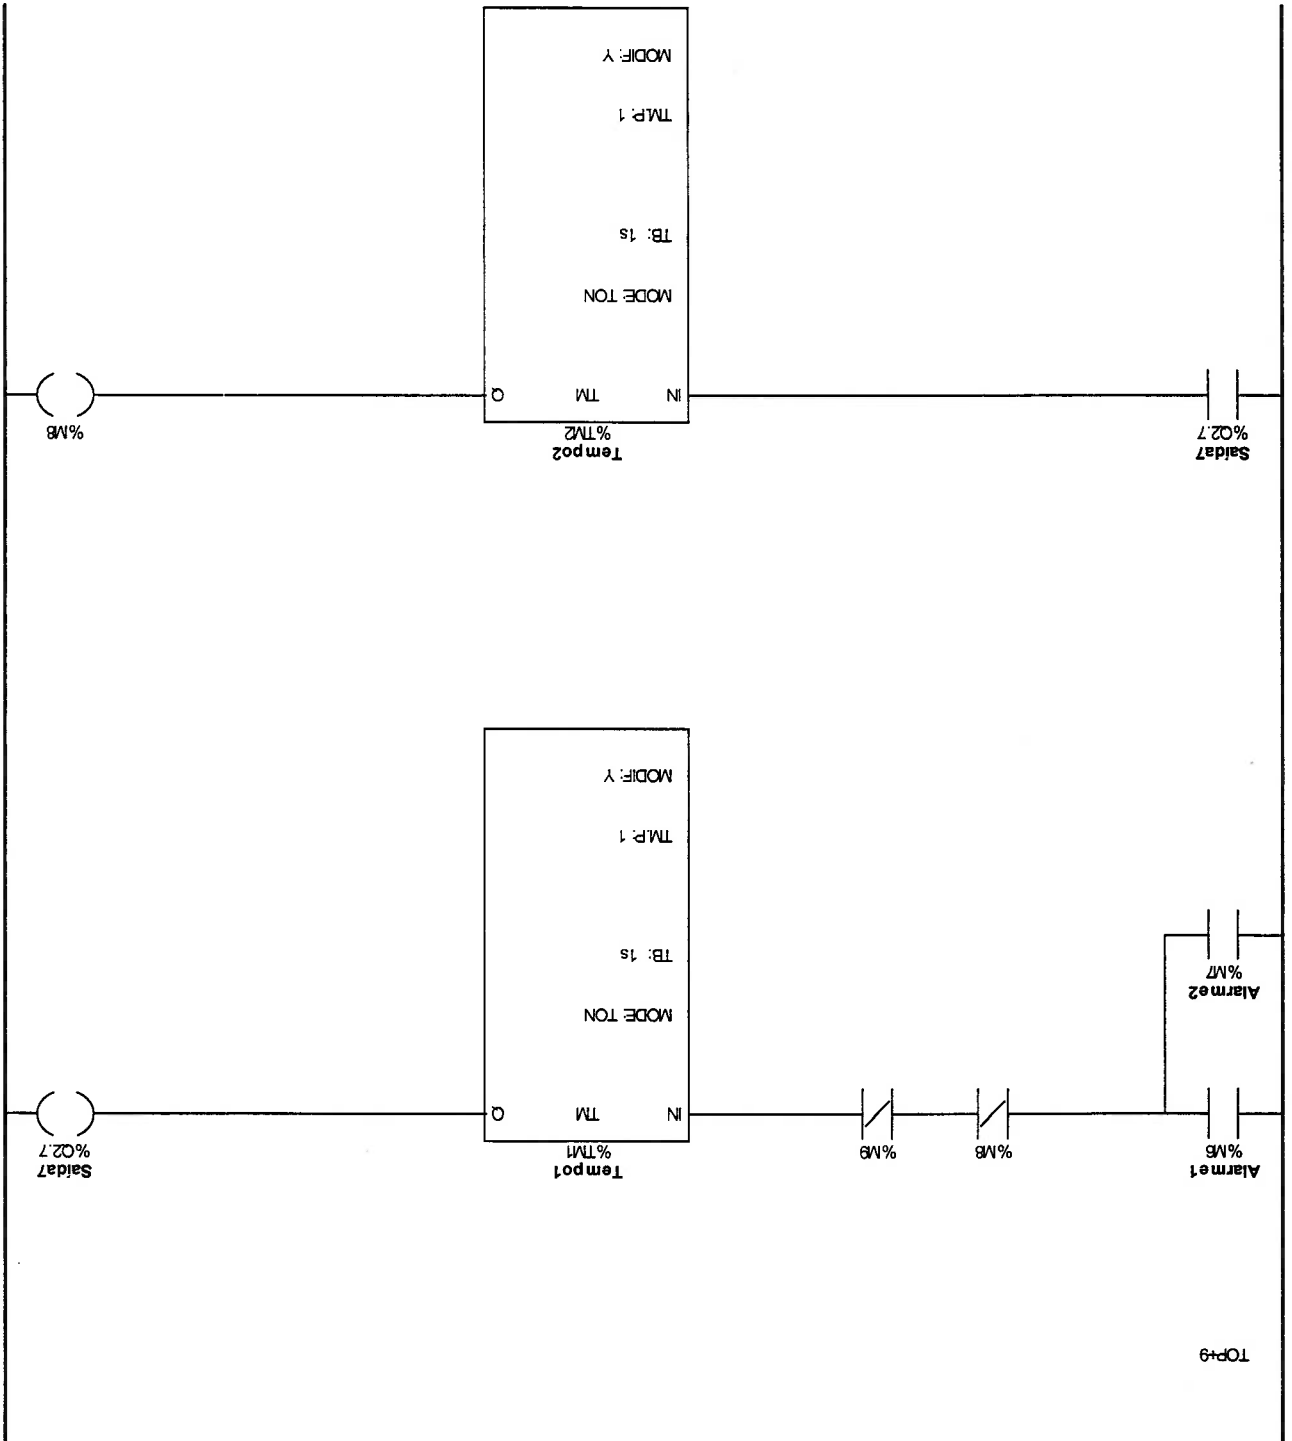 TOP+9
Alarme1
%M6
%M8
%M9
Tempo1
%TM1
Saida7
%Q2.7
IN TM Q
MODE: TON
Alarme2
%M7
TB: 1s
TM.P: 1
MODIF: Y
Saida7
%Q2.7
Tempo2
%TM2
%M8
IN TM Q
MODE: TON
TB: 1s
TM.P: 1
MODIF: Y